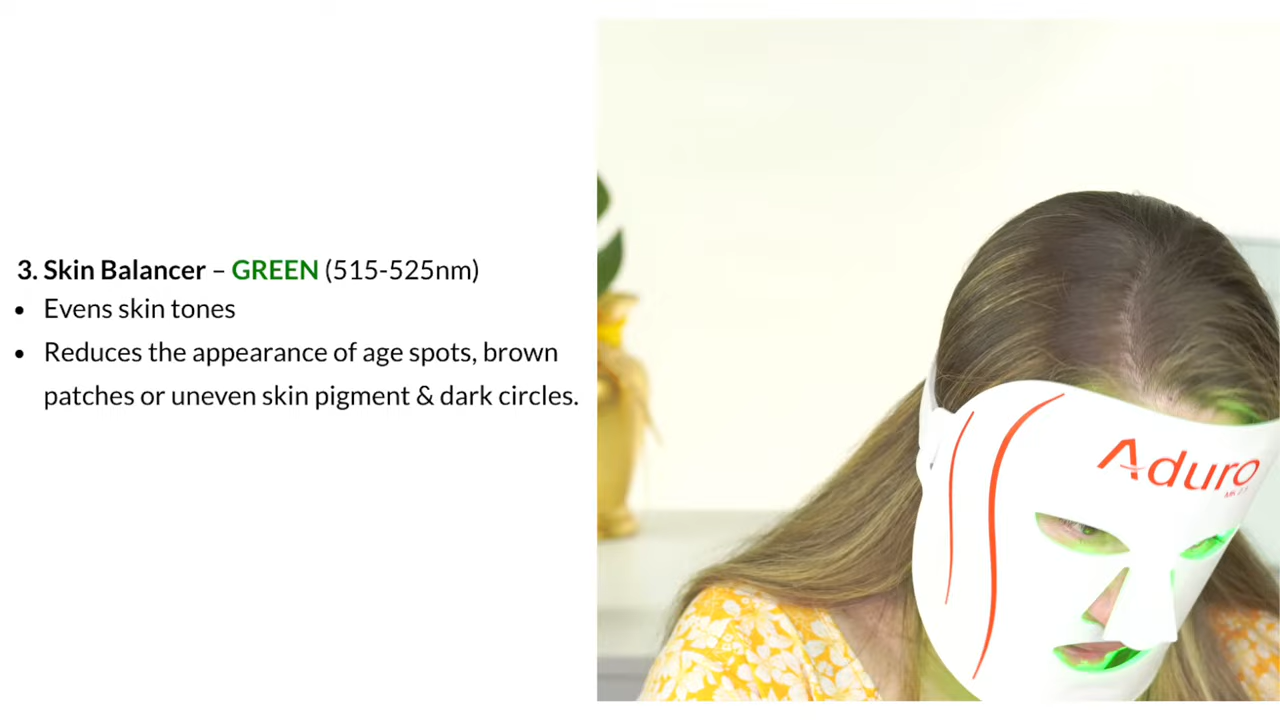 3. Skin Balancer – GREEN (515-525nm)
• Evens skin tones
• Reduces the appearance of age spots, brown
patches or uneven skin pigment & dark circles.
Aduro